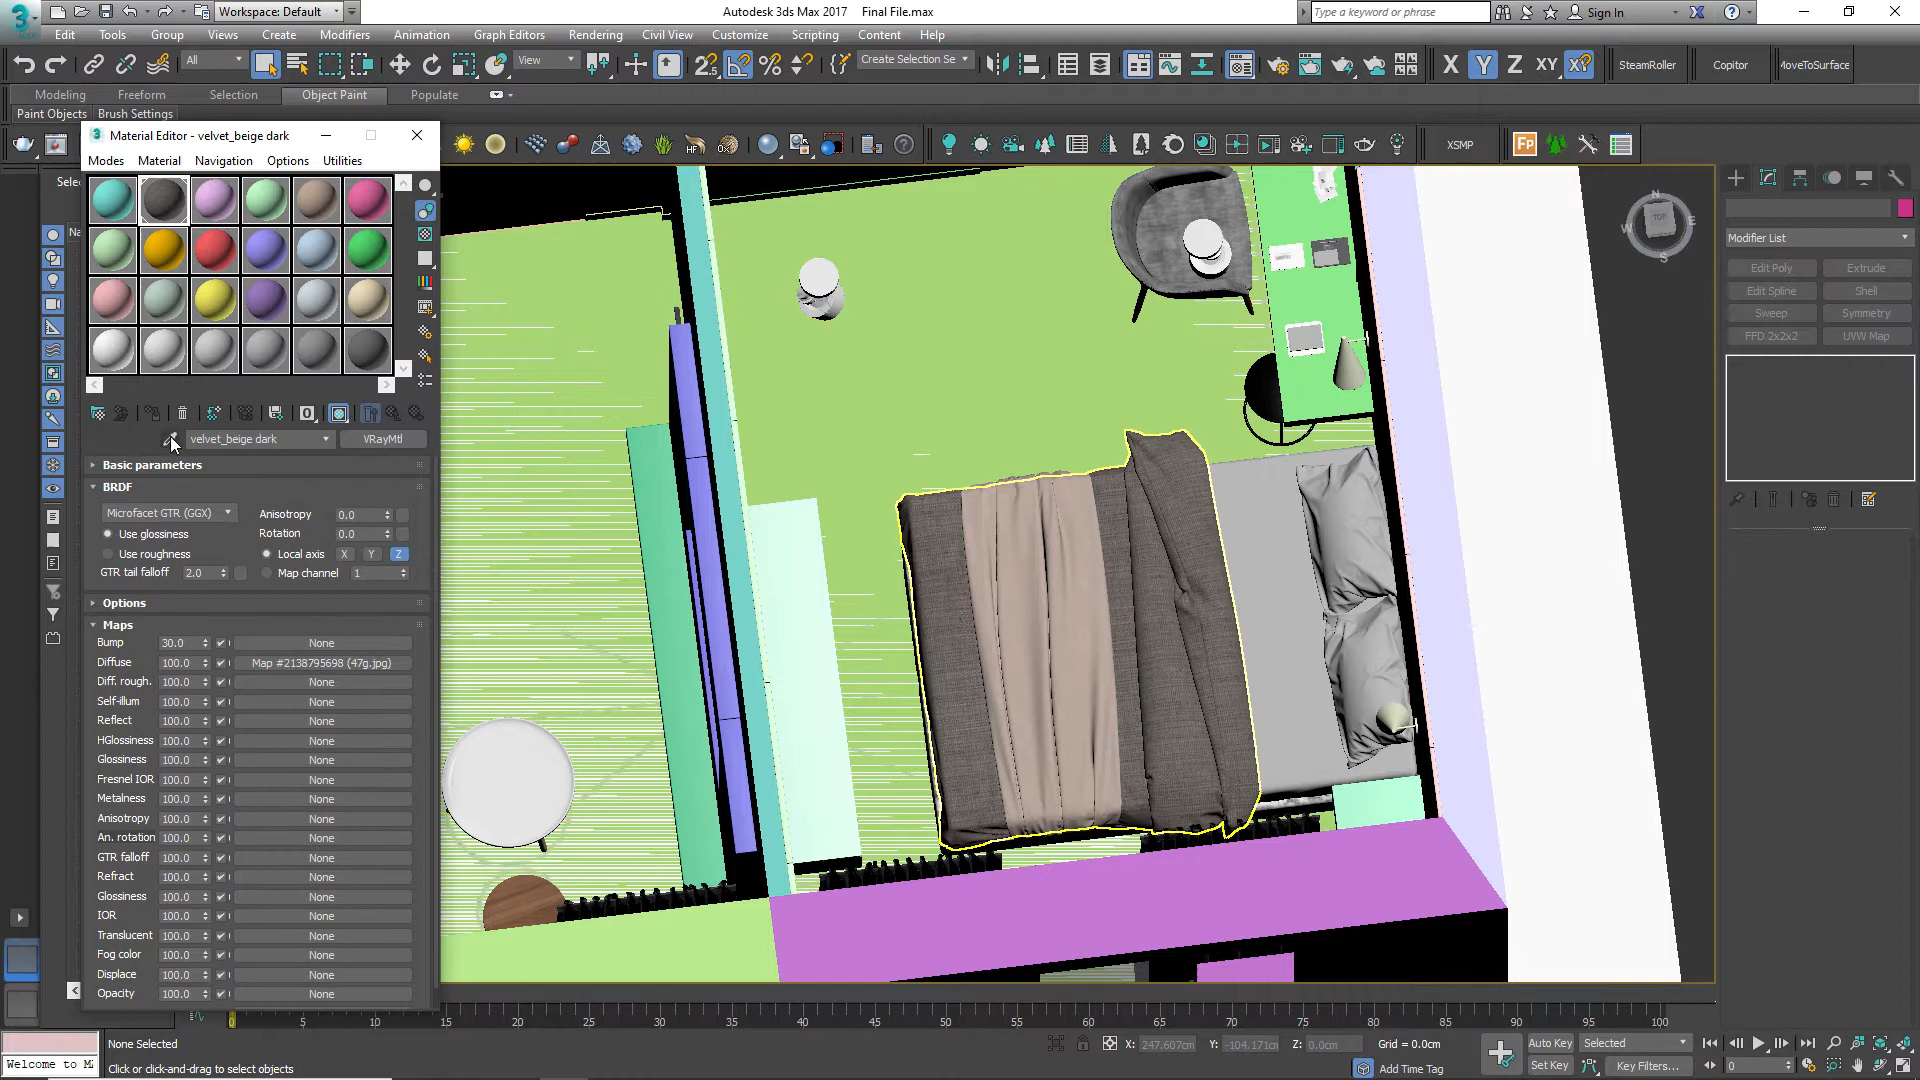 Workspace: Default
Autodesk 3ds Max 2017    Final File.max
Type a keyword or phrase
Sign In
Edit Tools Group Views Create Modifiers Animation Graph Editors Rendering Civil View Customize Scripting Content Help
All
View
Create Selection Se
X Y Z XY
SteamRoller
Copitor
MoveToSurface
Modeling Freeform Selection Object Paint Populate
Paint Objects Brush Settings
XSMP
Material Editor - velvet_beige dark
Modes Material Navigation Options Utilities
velvet_beige dark
VRayMtl
Basic parameters
BRDF
Microfacet GTR (GGX)
Anisotropy 0.0
Use glossiness
Rotation 0.0
Use roughness
Local axis X Y Z
GTR tail falloff 2.0
Map channel 1
Options
Maps
Bump 30.0 None
Diffuse 100.0 Map #2138795698 (47g.jpg)
Diff. rough. 100.0 None
Self-illum 100.0 None
Reflect 100.0 None
HGlossiness 100.0 None
Glossiness 100.0 None
Fresnel IOR 100.0 None
Metalness 100.0 None
Anisotropy 100.0 None
An. rotation 100.0 None
GTR falloff 100.0 None
Refract 100.0 None
Glossiness 100.0 None
IOR 100.0 None
Translucent 100.0 None
Fog color 100.0 None
Displace 100.0 None
Opacity 100.0 None
N
W TOP E
S
Modifier List
Edit Poly Extrude
Edit Spline Shell
Sweep Symmetry
FFD 2x2x2 UVW Map
0 5 10 15 20 25 30 35 40 45 50 55 60 65 70 75 80 85 90 95 100
None Selected
Welcome to M
Click or click-and-drag to select objects
X: 247.607cm Y: -104.171cm Z: 0.0cm
Grid = 0.0cm
Add Time Tag
Auto Key Selected
Set Key Key Filters...
0